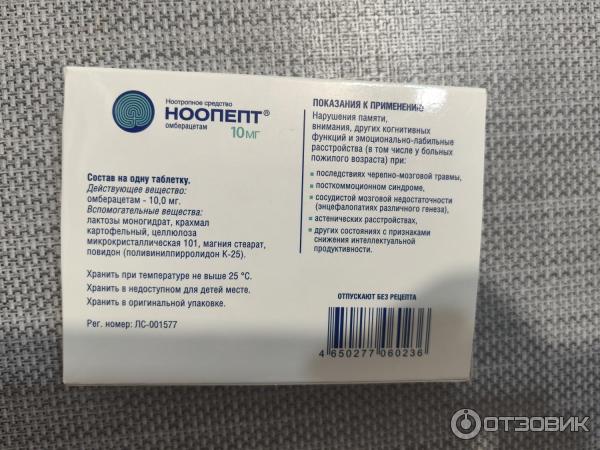 Ноотропное средство
НООПЕПТ®
омберацетам
10 мг
Состав на одну таблетку.
Действующее вещество:
омберацетам - 10,0 мг.
Вспомогательные вещества:
лактозы моногидрат, крахмал
картофельный, целлюлоза
микрокристаллическая 101, магния стеарат,
повидон (поливинилпирролидон К-25).
Хранить при температуре не выше 25 °С.
Хранить в недоступном для детей месте.
Хранить в оригинальной упаковке.
Рег. номер: ЛС-001577
ПОКАЗАНИЯ К ПРИМЕНЕНИЮ
Нарушения памяти,
внимания, других когнитивных
функций и эмоционально-лабильные
расстройства (в том числе у больных
пожилого возраста) при:
последствиях черепно-мозговой травмы,
посткоммоционном синдроме,
сосудистой мозговой недостаточности
(энцефалопатиях различного генеза),
астенических расстройствах,
других состояниях с признаками
снижения интеллектуальной
продуктивности.
ОТПУСКАЮТ БЕЗ РЕЦЕПТА
4 650277 060236
ОТЗОВИК